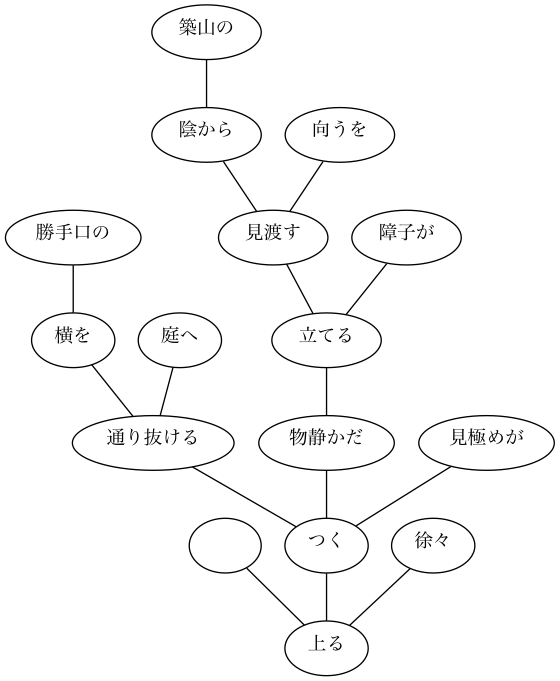 築山の
陰から
向うを
勝手口の
見渡す
障子が
横を
庭へ
立てる
通り抜ける
物静かだ
見極めが
つく
徐々
上る